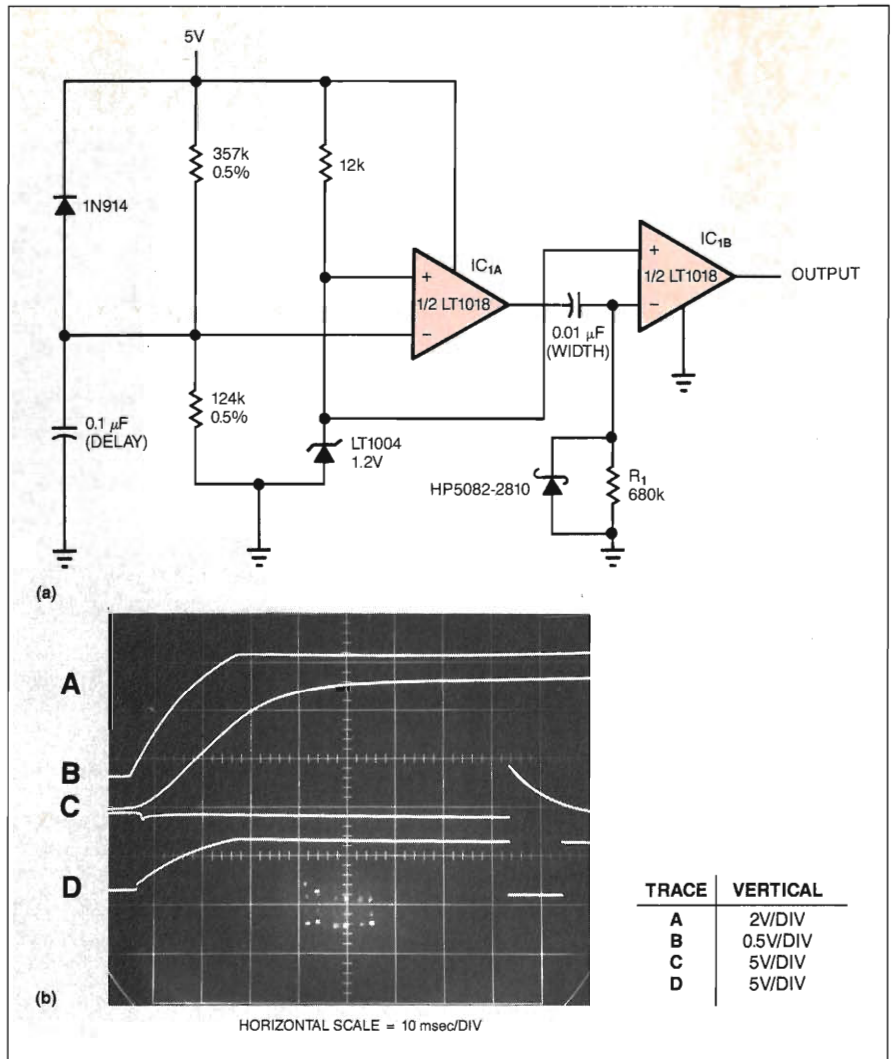 5V
357k
0.5%
12k
1N914
IC1A
+
1/2 LT1018
−
IC1B
+
1/2 LT1018
−
OUTPUT
0.01 μF
(WIDTH)
124k
0.5%
0.1 μF
(DELAY)
LT1004
1.2V
HP5082-2810
R1
680k
(a)
A
B
C
D
TRACE VERTICAL
A 2V/DIV
B 0.5V/DIV
C 5V/DIV
D 5V/DIV
(b)
HORIZONTAL SCALE = 10 msec/DIV